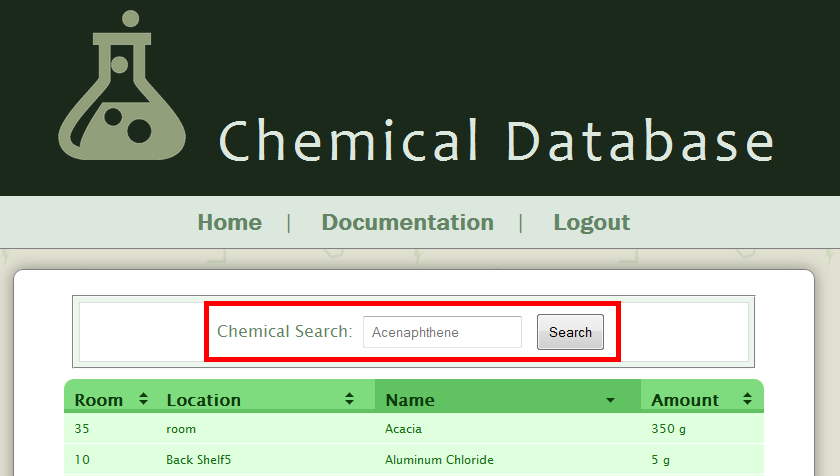 Chemical Database
Home | Documentation | Logout
Chemical Search: Acenaphthene Search
Room Location Name Amount
35 room Acacia 350 g
10 Back Shelf5 Aluminum Chloride 5 g